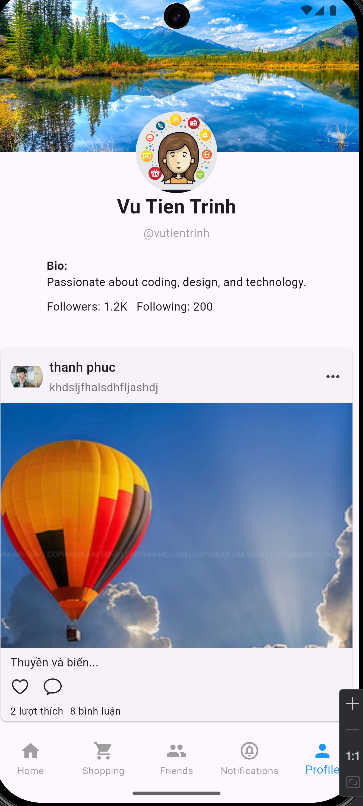 Vu Tien Trinh
@vutientrinh
Bio:
Passionate about coding, design, and technology.
Followers: 1.2K Following: 200
thanh phuc
khdsljfhalsdhfljashdj
Thuyền và biển...
2 lượt thích 8 bình luận
Home Shopping Friends Notifications Profile
1:1